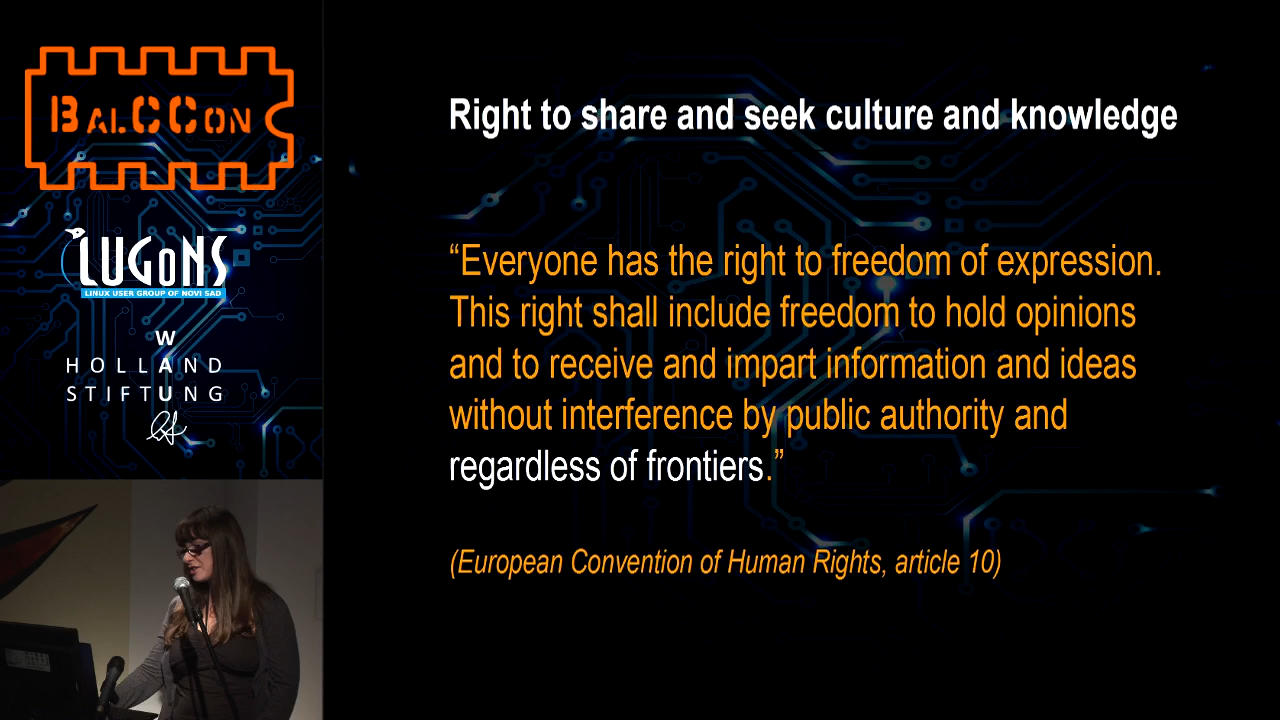 BALCCON
LUGONS
LINUX USER GROUP OF NOVI SAD
W
HOLLAND
STIFTUNG
Right to share and seek culture and knowledge
“Everyone has the right to freedom of expression.
This right shall include freedom to hold opinions
and to receive and impart information and ideas
without interference by public authority and
regardless of frontiers.”
(European Convention of Human Rights, article 10)